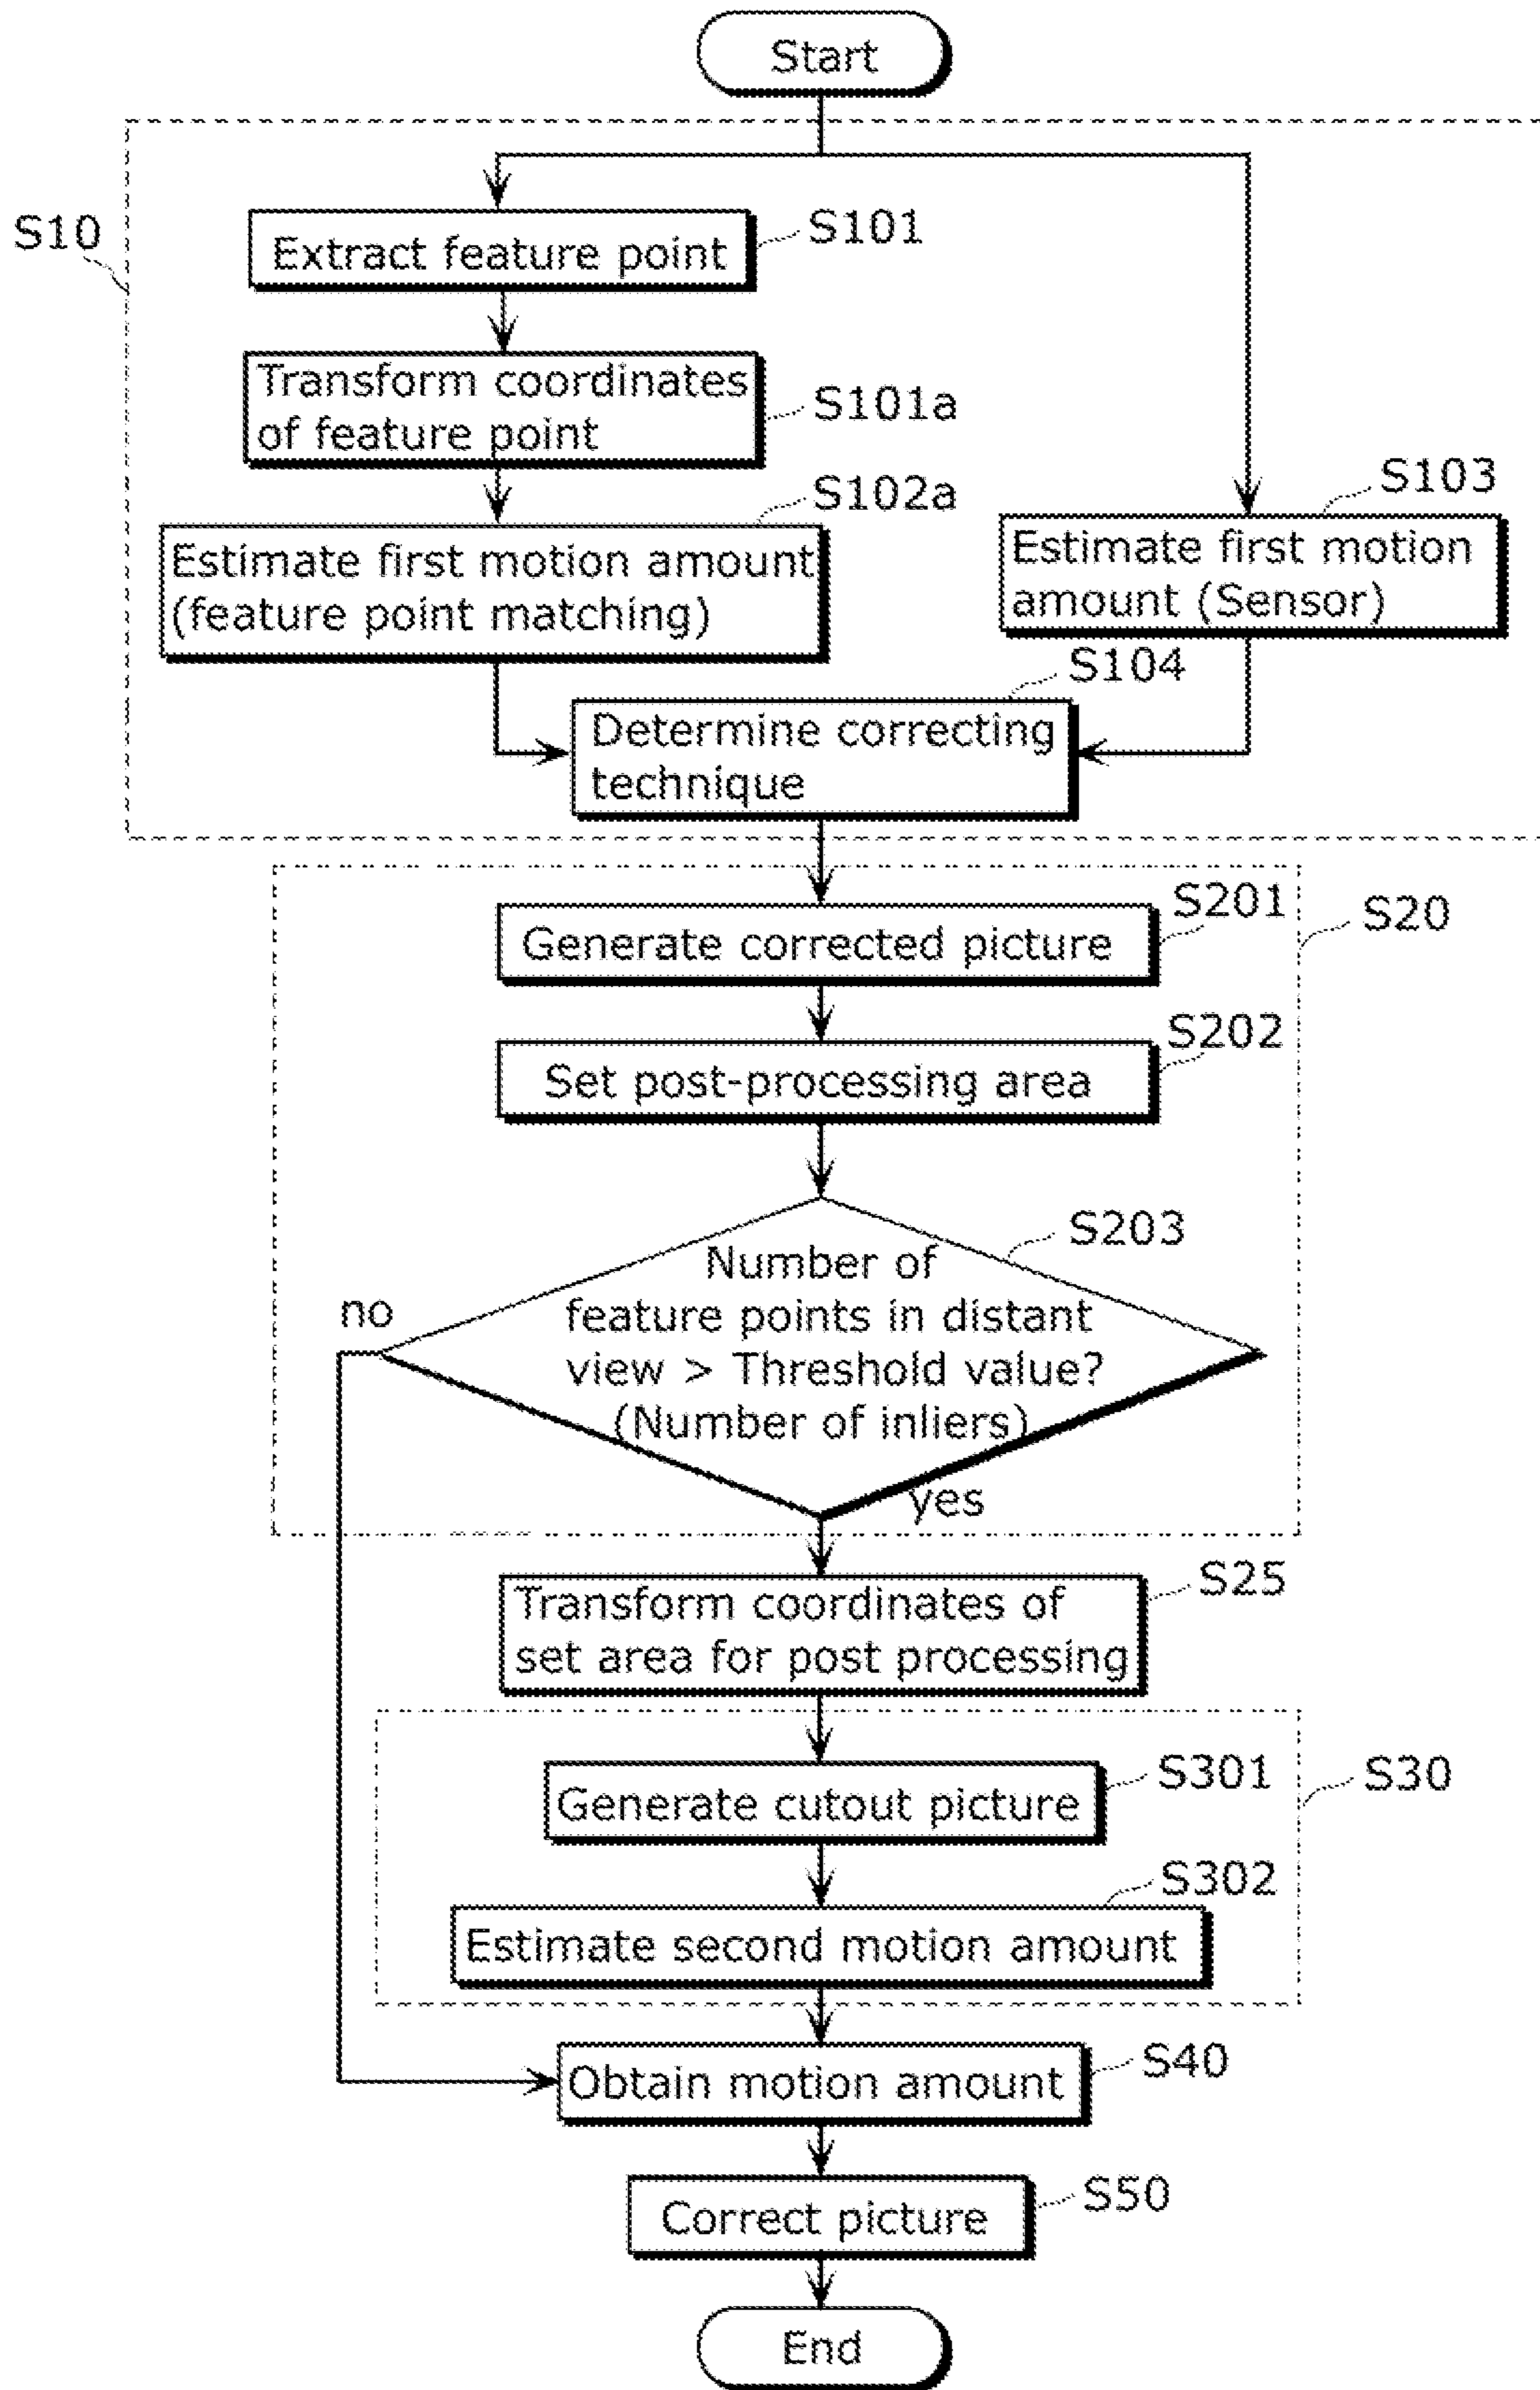 Start
S10
Extract feature point
S101
Transform coordinates
of feature point
S101a
S102a
Estimate first motion amount
(feature point matching)
S103
Estimate first motion
amount (Sensor)
S104
Determine correcting
technique
S201
S20
Generate corrected picture
S202
Set post-processing area
S203
Number of
feature points in distant
view > Threshold value?
(Number of inliers)
no
yes
S25
Transform coordinates of
set area for post processing
S301
S30
Generate cutout picture
S302
Estimate second motion amount
S40
Obtain motion amount
S50
Correct picture
End